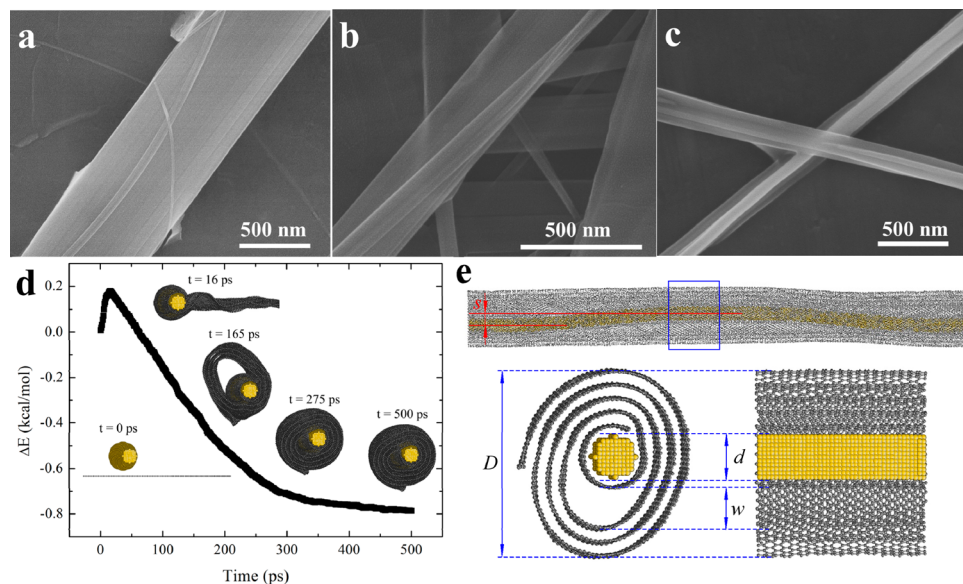 a
b
c
500 nm
500 nm
500 nm
d
e
0.2
0.0
-0.2
-0.4
-0.6
-0.8
ΔE (kcal/mol)
t = 16 ps
t = 165 ps
t = 275 ps
t = 500 ps
t = 0 ps
0
100
200
300
400
500
Time (ps)
s
D
d
w